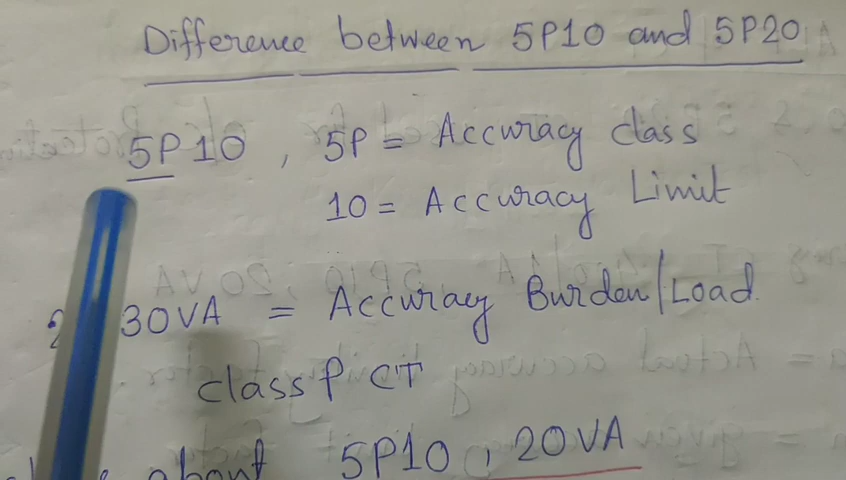 Difference between 5P10 and 5P20
5P10, 5P = Accuracy class
10 = Accuracy Limit
30VA = Accuracy Burden/Load
class P CT
about 5P10, 20VA